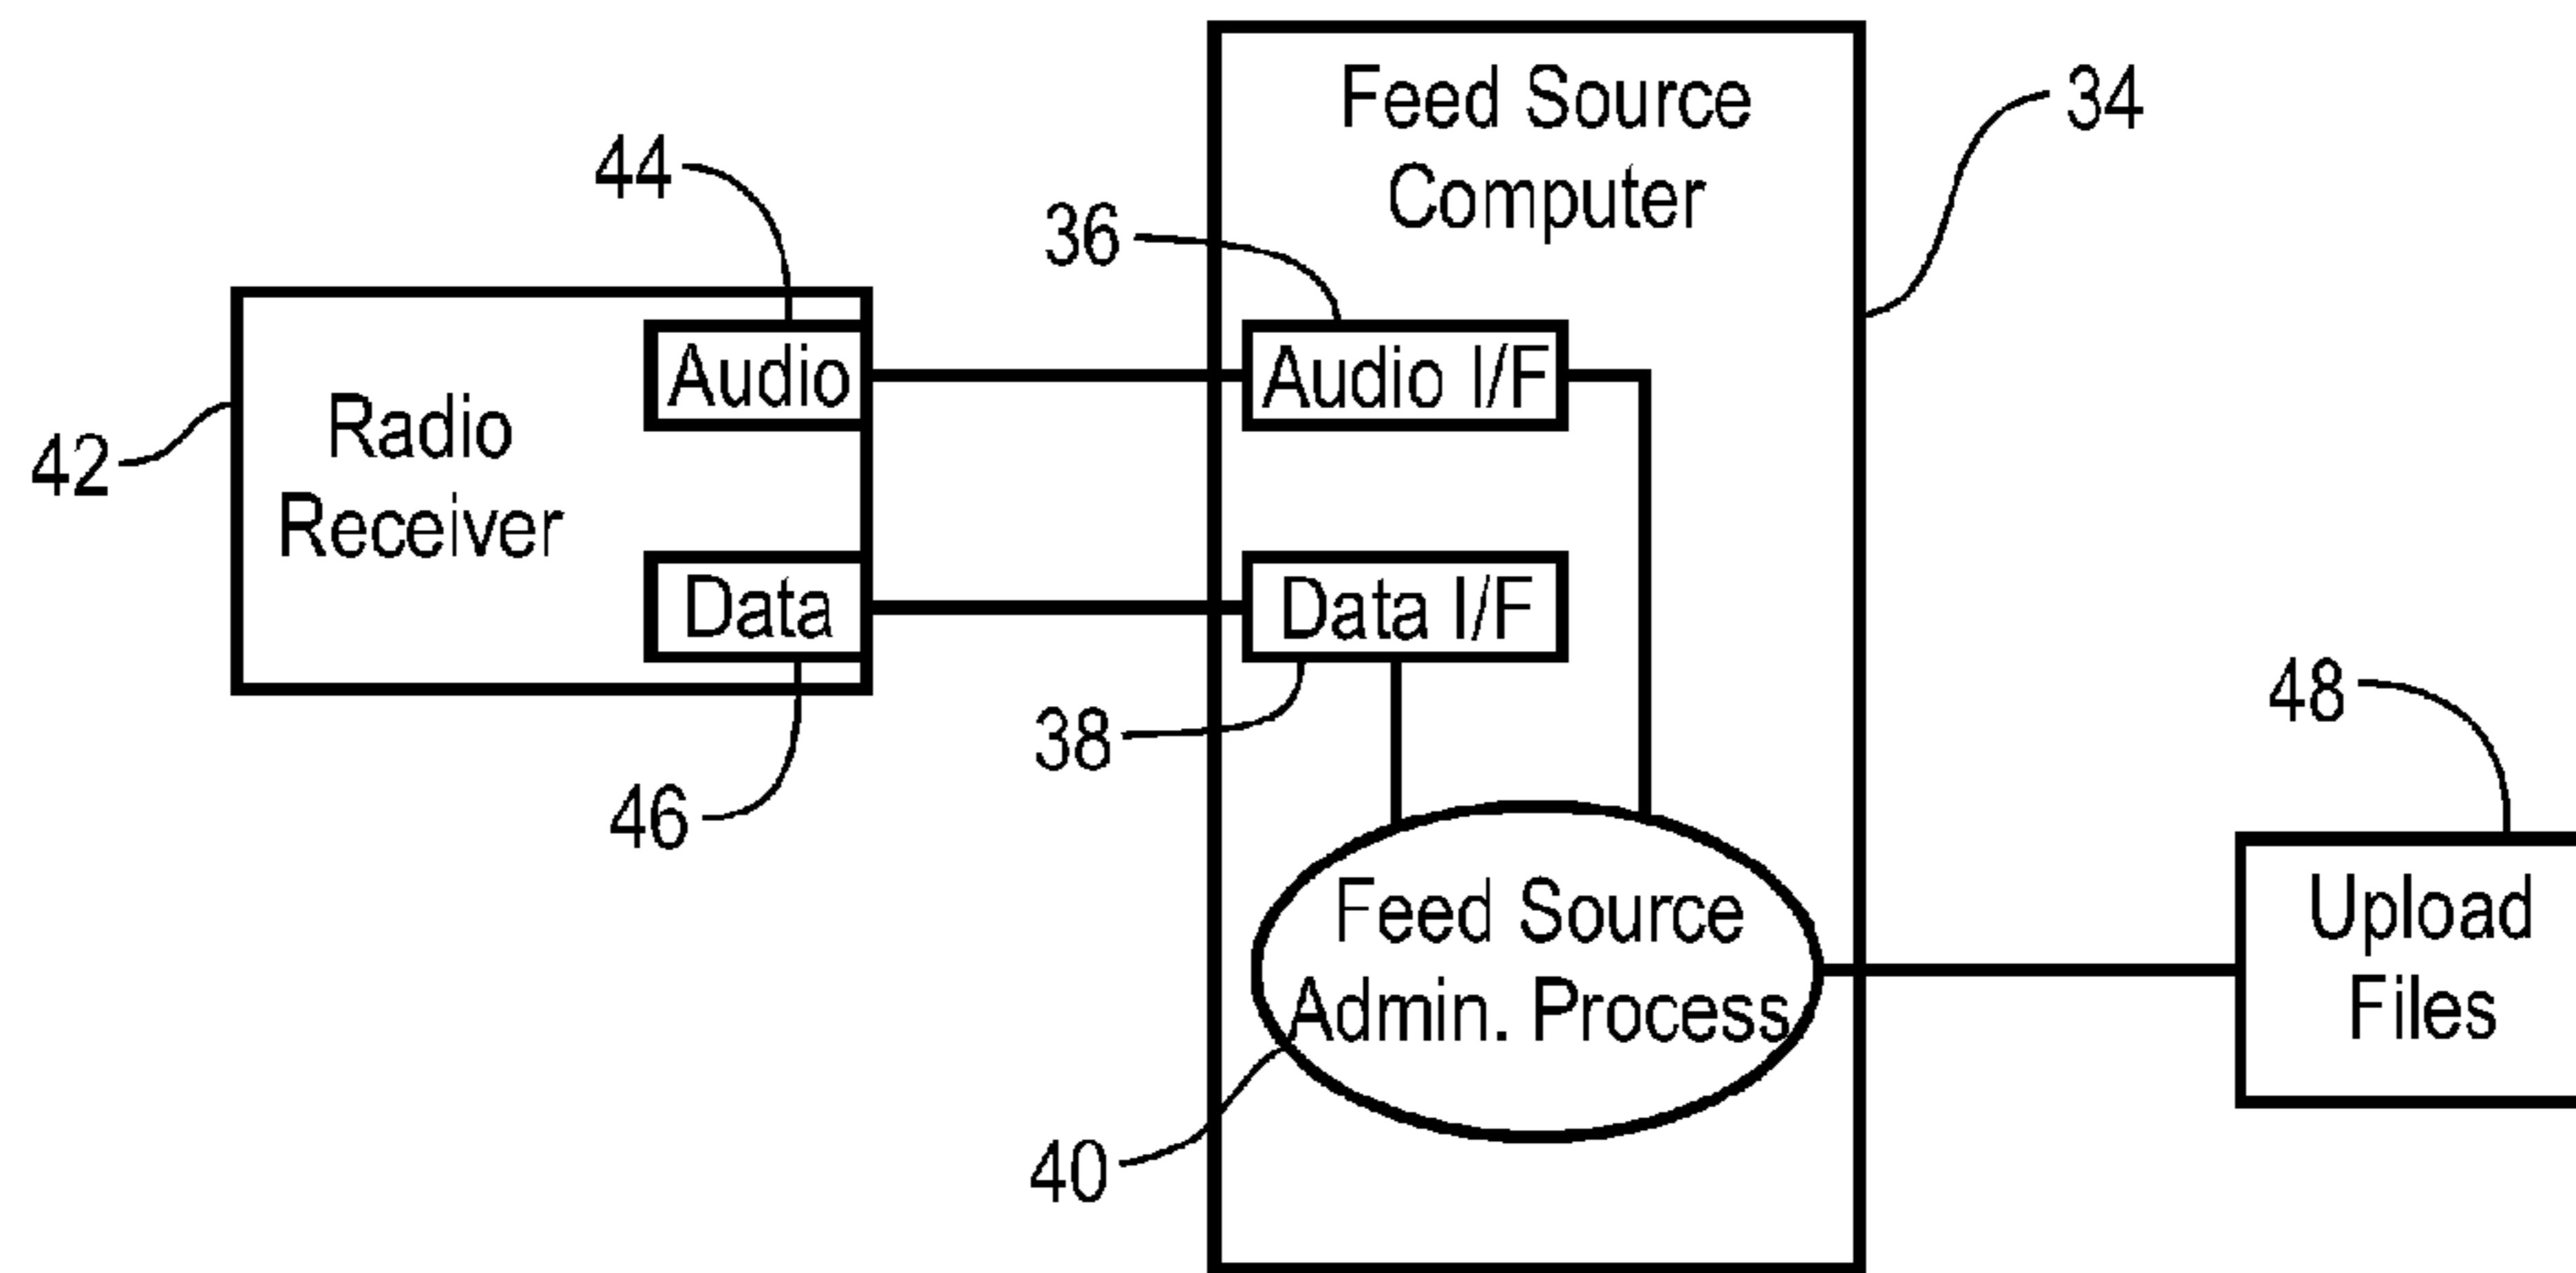 Feed Source
Computer
34
44
36
Audio
Audio I/F
42
Radio
Receiver
Data
Data I/F
38
46
48
Upload
Files
Feed Source
Admin. Process
40